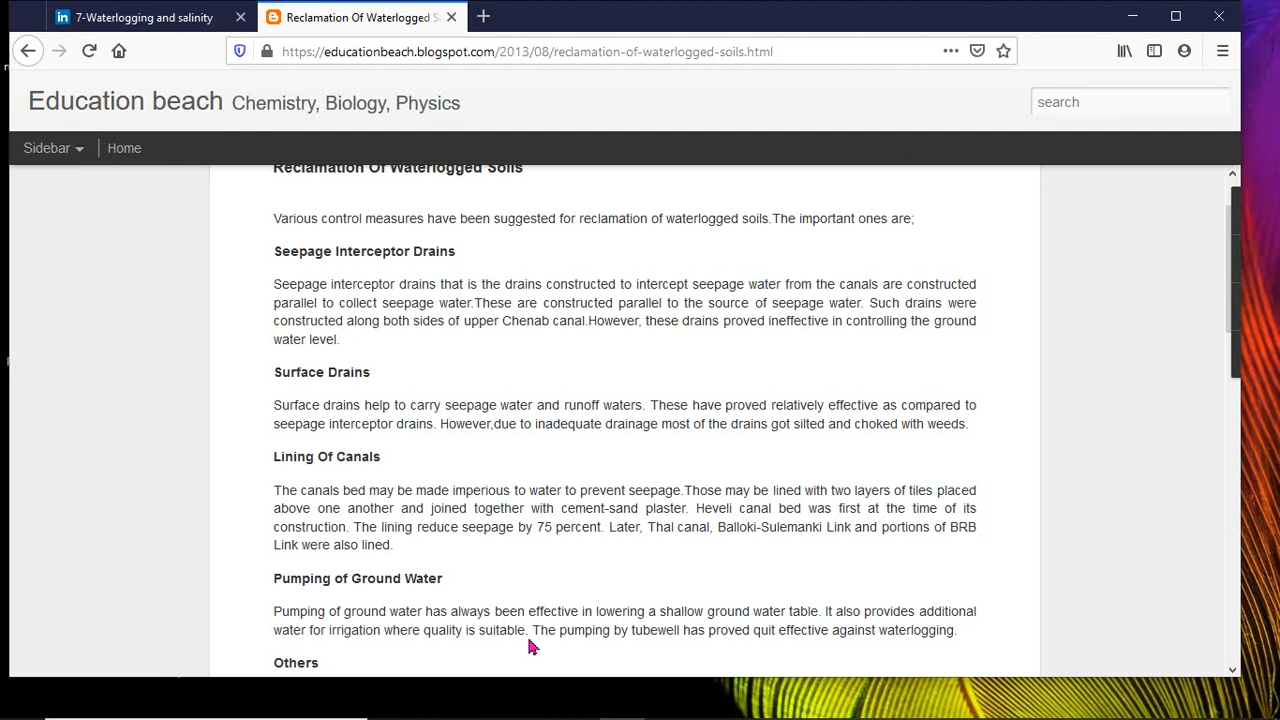 7-Waterlogging and salinity
Reclamation Of Waterlogged S
https://educationbeach.blogspot.com/2013/08/reclamation-of-waterlogged-soils.html
Education beach Chemistry, Biology, Physics
search
Sidebar
Home
Reclamation Of Waterlogged Soils
Various control measures have been suggested for reclamation of waterlogged soils.The important ones are;
Seepage Interceptor Drains
Seepage interceptor drains that is the drains constructed to intercept seepage water from the canals are constructed
parallel to collect seepage water.These are constructed parallel to the source of seepage water. Such drains were
constructed along both sides of upper Chenab canal.However, these drains proved ineffective in controlling the ground
water level.
Surface Drains
Surface drains help to carry seepage water and runoff waters. These have proved relatively effective as compared to
seepage interceptor drains. However,due to inadequate drainage most of the drains got silted and choked with weeds.
Lining Of Canals
The canals bed may be made imperious to water to prevent seepage.Those may be lined with two layers of tiles placed
above one another and joined together with cement-sand plaster. Heveli canal bed was first at the time of its
construction. The lining reduce seepage by 75 percent. Later, Thal canal, Balloki-Sulemanki Link and portions of BRB
Link were also lined.
Pumping of Ground Water
Pumping of ground water has always been effective in lowering a shallow ground water table. It also provides additional
water for irrigation where quality is suitable. The pumping by tubewell has proved quit effective against waterlogging.
Others